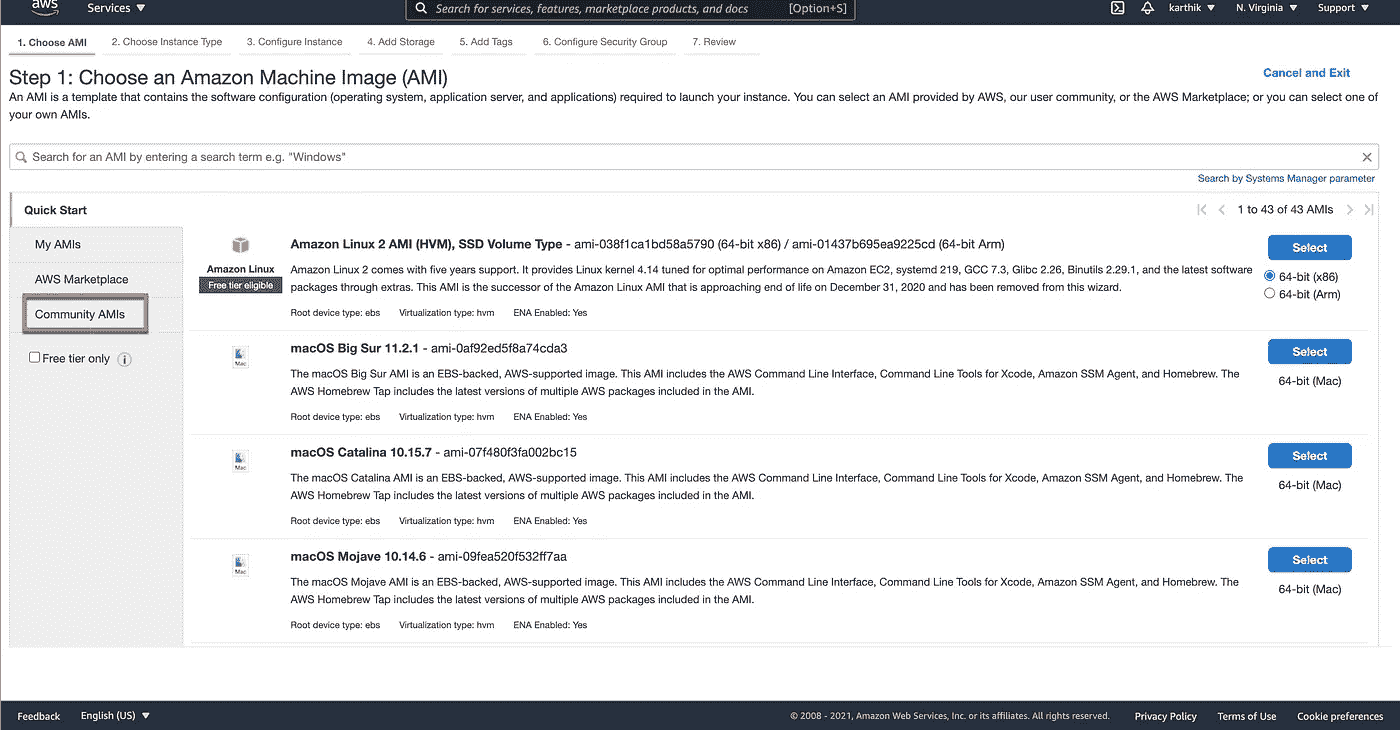 aws Services Search for services, features, marketplace products, and docs [Option+S] karthik N. Virginia Support
1. Choose AMI 2. Choose Instance Type 3. Configure Instance 4. Add Storage 5. Add Tags 6. Configure Security Group 7. Review
Step 1: Choose an Amazon Machine Image (AMI) Cancel and Exit
An AMI is a template that contains the software configuration (operating system, application server, and applications) required to launch your instance. You can select an AMI provided by AWS, our user community, or the AWS Marketplace; or you can select one of
your own AMIs.
Search for an AMI by entering a search term e.g. "Windows"
Search by Systems Manager parameter
Quick Start
1 to 43 of 43 AMIs
My AMIs
AWS Marketplace
Community AMIs
Free tier only
Amazon Linux
Free tier eligible
Amazon Linux 2 AMI (HVM), SSD Volume Type - ami-038f1ca1bd58a5790 (64-bit x86) / ami-01437b695ea9225cd (64-bit Arm)
Amazon Linux 2 comes with five years support. It provides Linux kernel 4.14 tuned for optimal performance on Amazon EC2, systemd 219, GCC 7.3, Glibc 2.26, Binutils 2.29.1, and the latest software
packages through extras. This AMI is the successor of the Amazon Linux AMI that is approaching end of life on December 31, 2020 and has been removed from this wizard.
Root device type: ebs Virtualization type: hvm ENA Enabled: Yes
Select
64-bit (x86)
64-bit (Arm)
Mac
macOS Big Sur 11.2.1 - ami-0af92ed5f8a74cda3
The macOS Big Sur AMI is an EBS-backed, AWS-supported image. This AMI includes the AWS Command Line Interface, Command Line Tools for Xcode, Amazon SSM Agent, and Homebrew. The
AWS Homebrew Tap includes the latest versions of multiple AWS packages included in the AMI.
Root device type: ebs Virtualization type: hvm ENA Enabled: Yes
Select
64-bit (Mac)
Mac
macOS Catalina 10.15.7 - ami-07f480f3fa002bc15
The macOS Catalina AMI is an EBS-backed, AWS-supported image. This AMI includes the AWS Command Line Interface, Command Line Tools for Xcode, Amazon SSM Agent, and Homebrew. The
AWS Homebrew Tap includes the latest versions of multiple AWS packages included in the AMI.
Root device type: ebs Virtualization type: hvm ENA Enabled: Yes
Select
64-bit (Mac)
Mac
macOS Mojave 10.14.6 - ami-09fea520f532ff7aa
The macOS Mojave AMI is an EBS-backed, AWS-supported image. This AMI includes the AWS Command Line Interface, Command Line Tools for Xcode, Amazon SSM Agent, and Homebrew. The
AWS Homebrew Tap includes the latest versions of multiple AWS packages included in the AMI.
Root device type: ebs Virtualization type: hvm ENA Enabled: Yes
Select
64-bit (Mac)
Feedback English (US) © 2008 - 2021, Amazon Web Services, Inc. or its affiliates. All rights reserved. Privacy Policy Terms of Use Cookie preferences